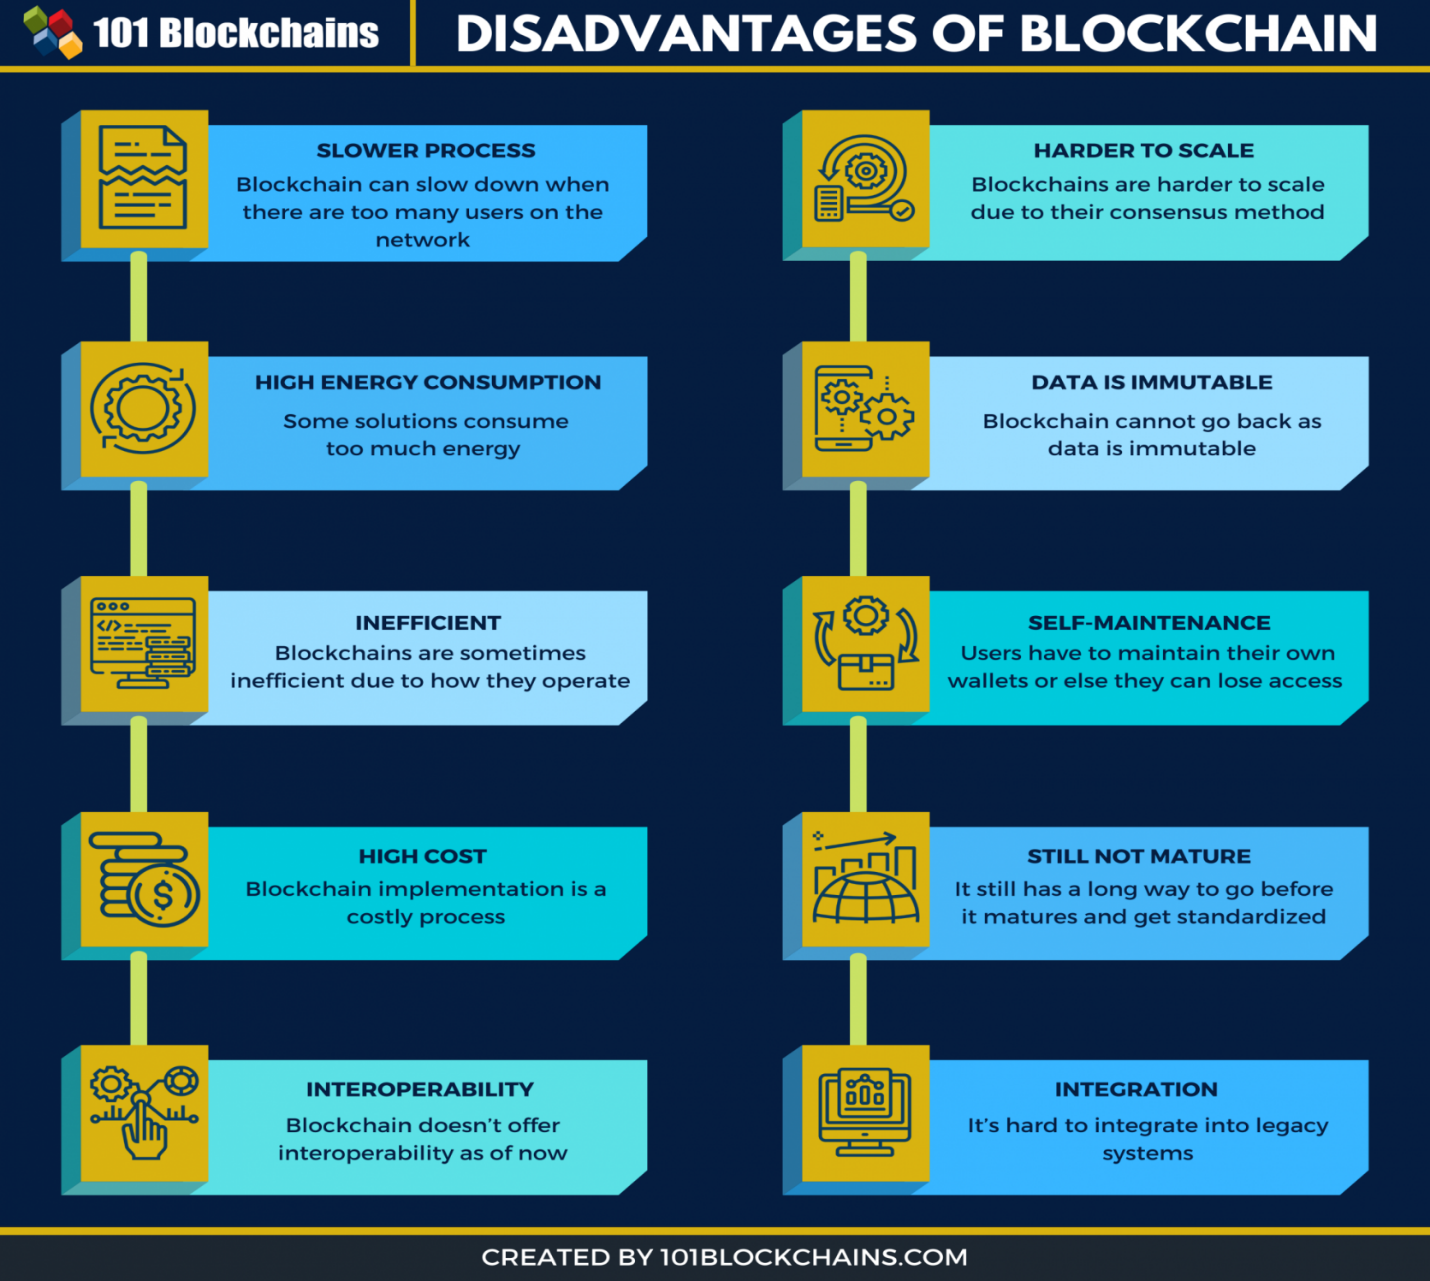 101 Blockchains
DISADVANTAGES OF BLOCKCHAIN
SLOWER PROCESS
Blockchain can slow down when
there are too many users on the
network
HIGH ENERGY CONSUMPTION
Some solutions consume
too much energy
INEFFICIENT
Blockchains are sometimes
inefficient due to how they operate
HIGH COST
Blockchain implementation is a
costly process
INTEROPERABILITY
Blockchain doesn't offer
interoperability as of now
HARDER TO SCALE
Blockchains are harder to scale
due to their consensus method
DATA IS IMMUTABLE
Blockchain cannot go back as
data is immutable
SELF-MAINTENANCE
Users have to maintain their own
wallets or else they can lose access
STILL NOT MATURE
It still has a long way to go before
it matures and get standardized
INTEGRATION
It's hard to integrate into legacy
systems
CREATED BY 101BLOCKCHAINS.COM